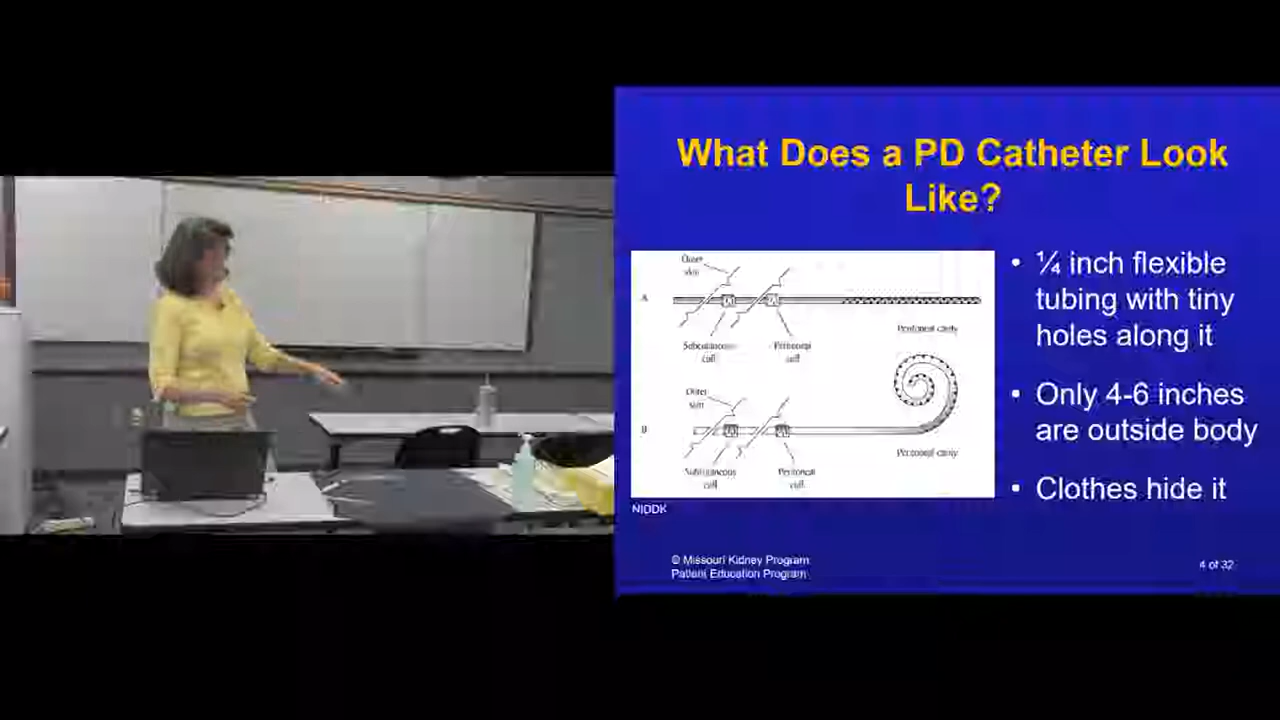 What Does a PD Catheter Look
Like?
Outer
skin
A
Subcutaneous
cuff
Peritoneal
cuff
Peritoneal cavity
Outer
skin
B
Subcutaneous
cuff
Peritoneal
cuff
Peritoneal cavity
NIDDK
• ¼ inch flexible
tubing with tiny
holes along it
• Only 4-6 inches
are outside body
• Clothes hide it
© Missouri Kidney Program
Patient Education Program
4 of 32